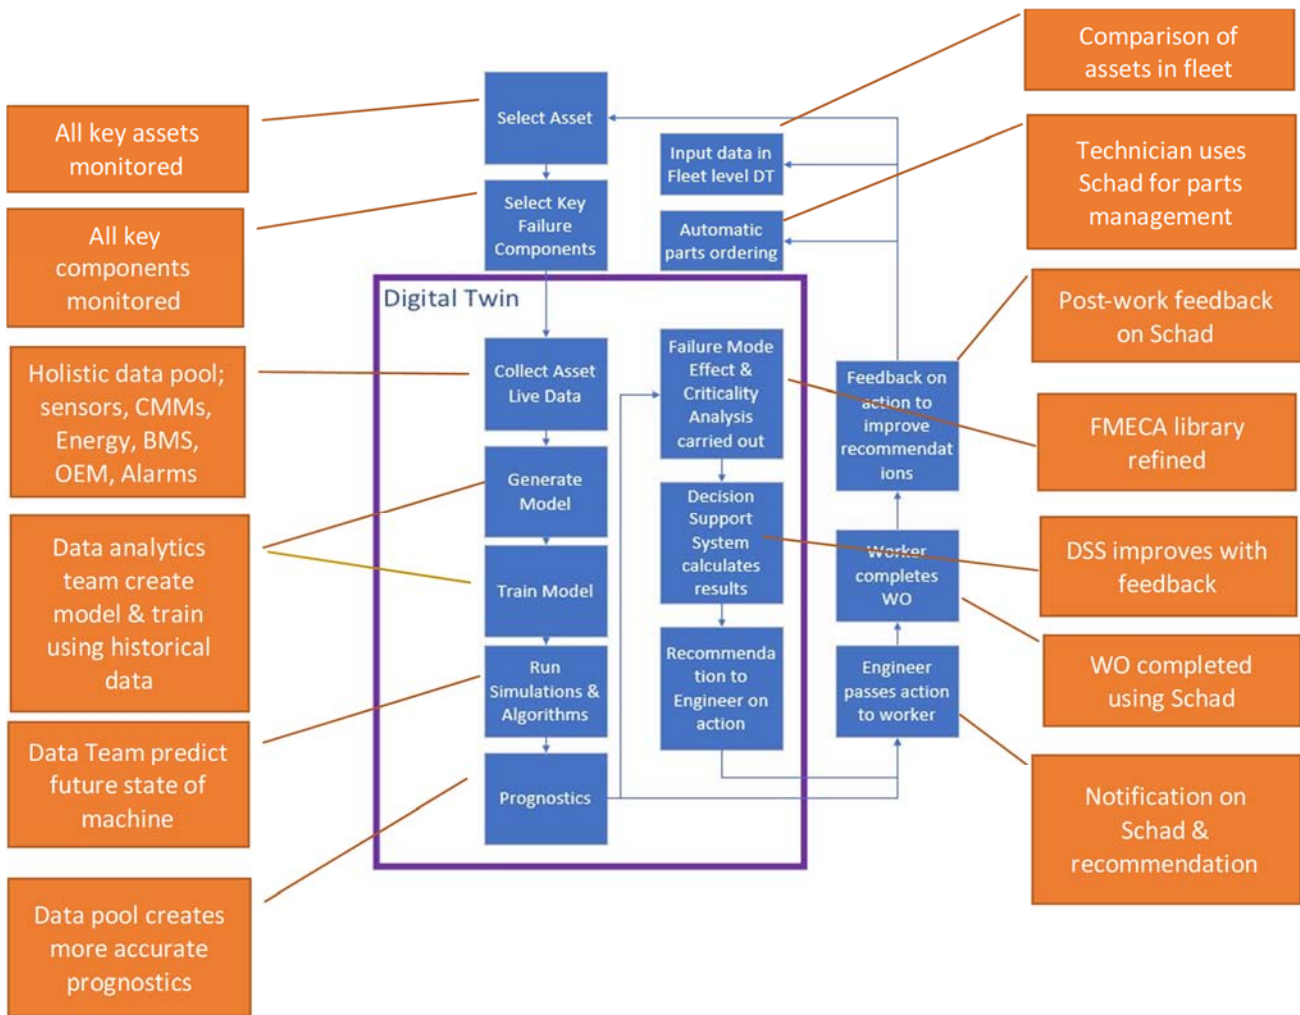 All key assets
monitored
All key
components
monitored
Holistic data pool;
sensors, CMMs,
Energy, BMS,
OEM, Alarms
Data analytics
team create
model & train
using historical
data
Data Team predict
future state of
machine
Data pool creates
more accurate
prognostics
Select Asset
Select Key
Failure
Components
Digital Twin
Collect Asset
Live Data
Generate
Model
Train Model
Run
Simulations &
Algorithms
Prognostics
Input data in
Fleet level DT
Automatic
parts ordering
Failure Mode
Effect &
Criticality
Analysis
carried out
Decision
Support
System
calculates
results
Recommenda
tion to
Engineer on
action
Feedback on
action to
improve
recommendat
ions
Worker
completes
WO
Engineer
passes action
to worker
Comparison of
assets in fleet
Technician uses
Schad for parts
management
Post-work feedback
on Schad
FMECA library
refined
DSS improves with
feedback
WO completed
using Schad
Notification on
Schad &
recommendation